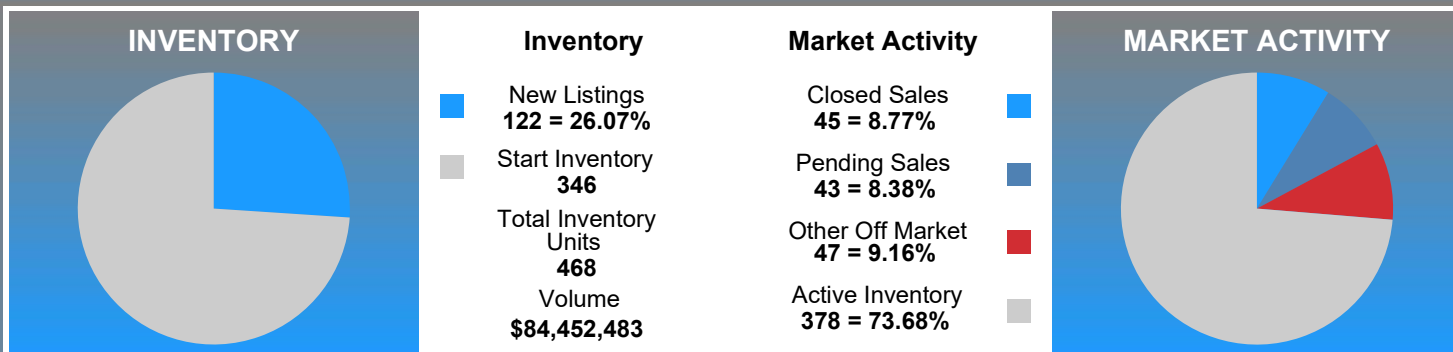 INVENTORY
Inventory
New Listings
122 = 26.07%
Start Inventory
346
Total Inventory
Units
468
Volume
$84,452,483
Market Activity
Closed Sales
45 = 8.77%
Pending Sales
43 = 8.38%
Other Off Market
47 = 9.16%
Active Inventory
378 = 73.68%
MARKET ACTIVITY